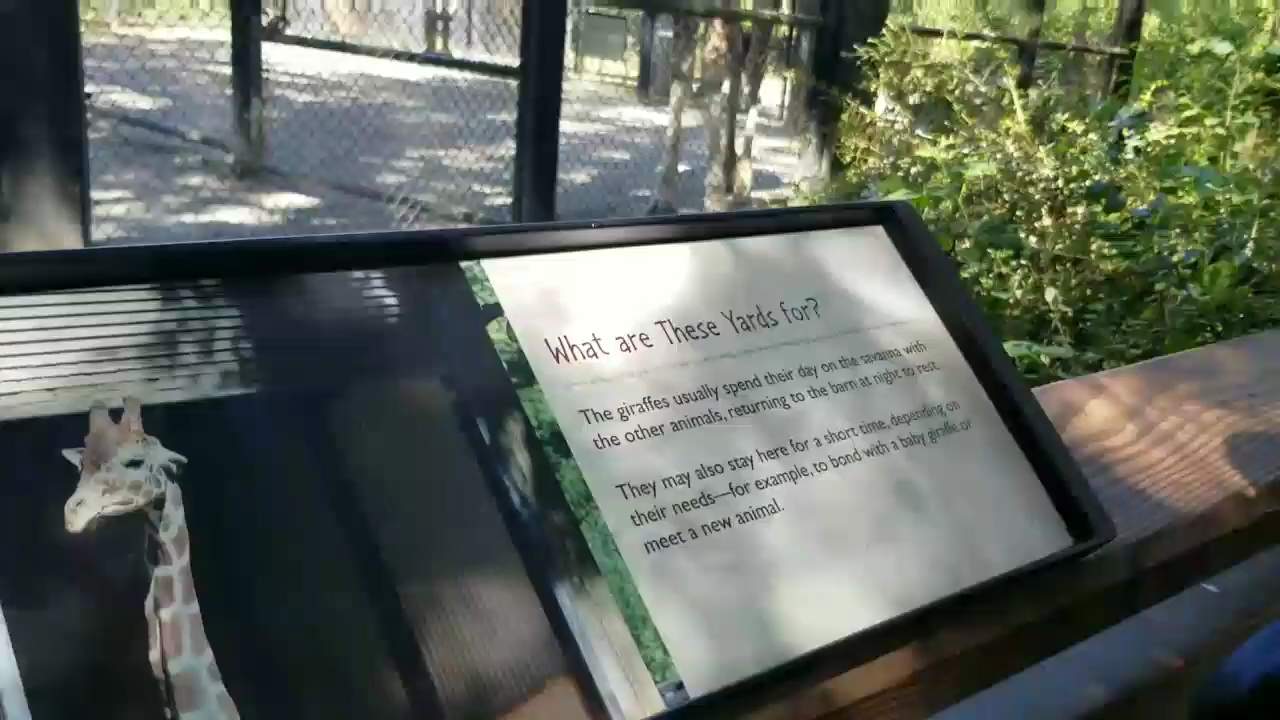 What are These Yards for?
The giraffes usually spend their day on the savanna with
the other animals, returning to the barn at night to rest.
They may also stay here for a short time, depending on
their needs—for example, to bond with a baby giraffe or
meet a new animal.